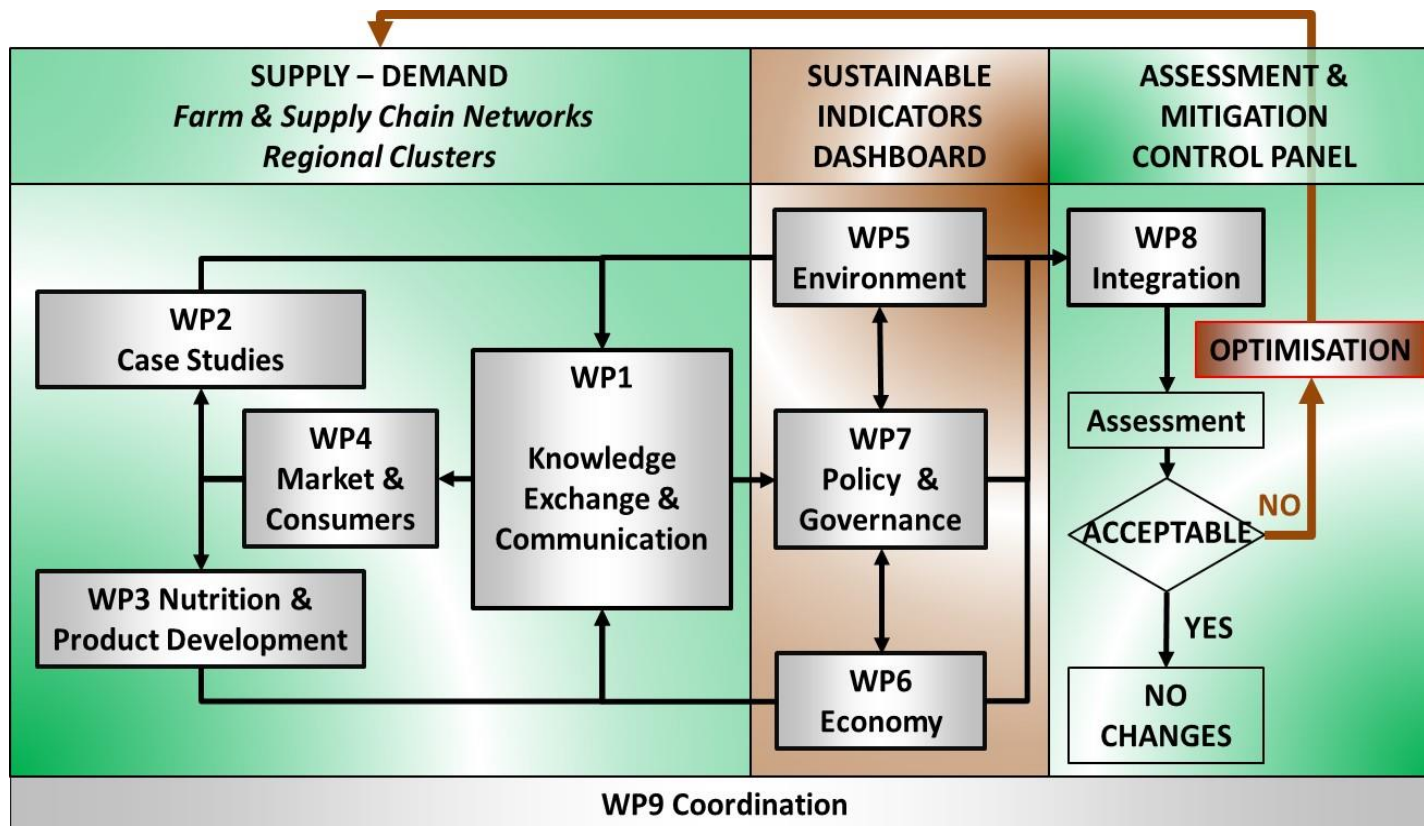 SUPPLY – DEMAND
Farm & Supply Chain Networks
Regional Clusters
SUSTAINABLE
INDICATORS
DASHBOARD
ASSESSMENT &
MITIGATION
CONTROL PANEL
WP2
Case Studies
WP4
Market &
Consumers
WP3 Nutrition &
Product Development
WP1
Knowledge
Exchange &
Communication
WP5
Environment
WP7
Policy &
Governance
WP6
Economy
WP8
Integration
OPTIMISATION
Assessment
ACCEPTABLE
NO
YES
NO
CHANGES
WP9 Coordination